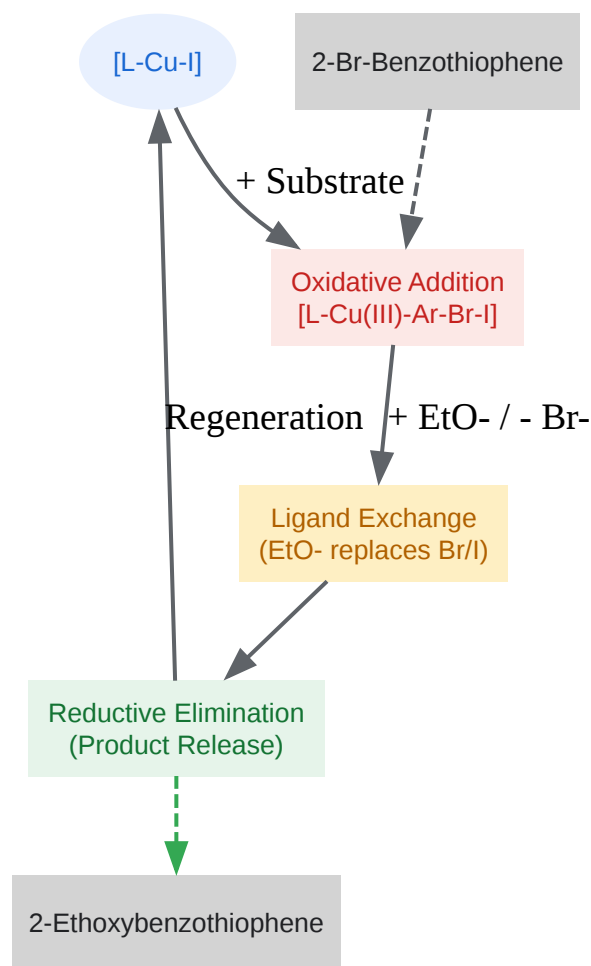 [L-Cu-I]
2-Br-Benzothiophene
+ Substrate
Oxidative Addition
[L-Cu(III)-Ar-Br-I]
Regeneration
+ EtO- / - Br-
Ligand Exchange
(EtO- replaces Br/I)
Reductive Elimination
(Product Release)
2-Ethoxybenzothiophene